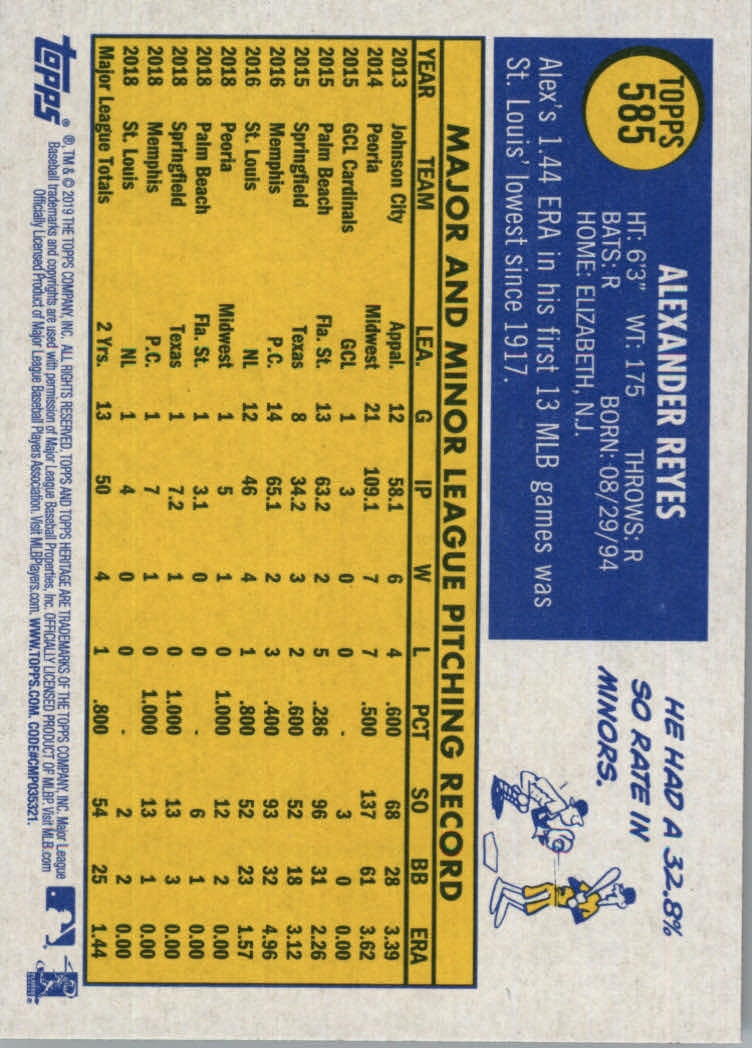 TOPPS
585
ALEXANDER REYES
HT: 6'3" WT: 175 THROWS: R
BATS: R BORN: 08/29/94
HOME: ELIZABETH, N.J.
Alex's 1.44 ERA in his first 13 MLB games was
St. Louis' lowest since 1917.
HE HAD A 32.8%
SO RATE IN
MINORS.
MAJOR AND MINOR LEAGUE PITCHING RECORD
YEAR TEAM LEA. G IP W L PCT SO BB ERA
2013 Johnson City Appal. 12 58.1 6 4 .600 68 28 3.39
2014 Peoria Midwest 21 109.1 7 7 .500 137 61 3.62
2015 GCL Cardinals GCL 1 3 0 0 . 3 0 0.00
2015 Palm Beach Fla. St. 13 63.2 2 5 .286 96 31 2.26
2015 Springfield Texas 8 34.2 3 2 .600 52 18 3.12
2016 Memphis P.C. 14 65.1 2 3 .400 93 32 4.96
2016 St. Louis NL 12 46 4 1 .800 52 23 1.57
2018 Peoria Midwest 1 5 1 0 1.000 12 2 0.00
2018 Palm Beach Fla. St. 1 3.1 0 0 . 6 1 0.00
2018 Springfield Texas 1 7.2 1 0 1.000 13 3 0.00
2018 Memphis P.C. 1 7 1 0 1.000 13 1 0.00
2018 St. Louis NL 1 4 0 0 . 2 2 0.00
Major League Totals 2 Yrs. 13 50 4 1 .800 54 25 1.44
topps®
®, TM & © 2019 THE TOPPS COMPANY, INC. ALL RIGHTS RESERVED. TOPPS AND TOPPS HERITAGE ARE TRADEMARKS OF THE TOPPS COMPANY, INC. Major League
Baseball trademarks and copyrights are used with permission of Major League Baseball Properties, Inc. OFFICIALLY LICENSED PRODUCT OF MLBP. Visit MLB.com
Officially Licensed Product of Major League Baseball Players Association. Visit MLBPlayers.com. WWW.TOPPS.COM. CODE#CMP035321.